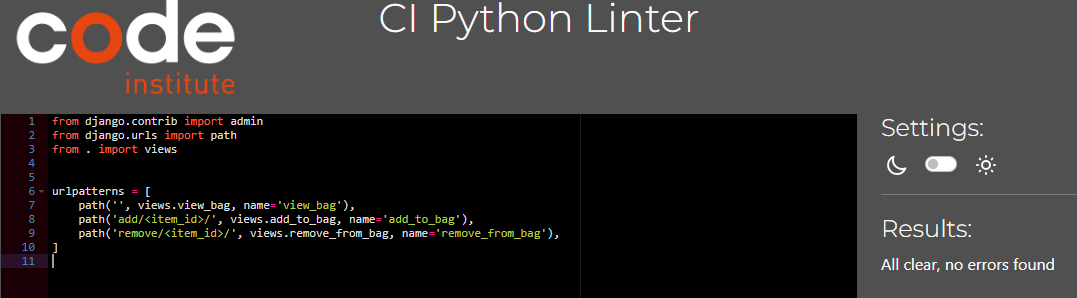 code
institute
CI Python Linter
1 from django.contrib import admin
2 from django.urls import path
3 from . import views
4
5
6 urlpatterns = [
7     path('', views.view_bag, name='view_bag'),
8     path('add/<item_id>/', views.add_to_bag, name='add_to_bag'),
9     path('remove/<item_id>/', views.remove_from_bag, name='remove_from_bag'),
10 ]
11
Settings:
Results:
All clear, no errors found